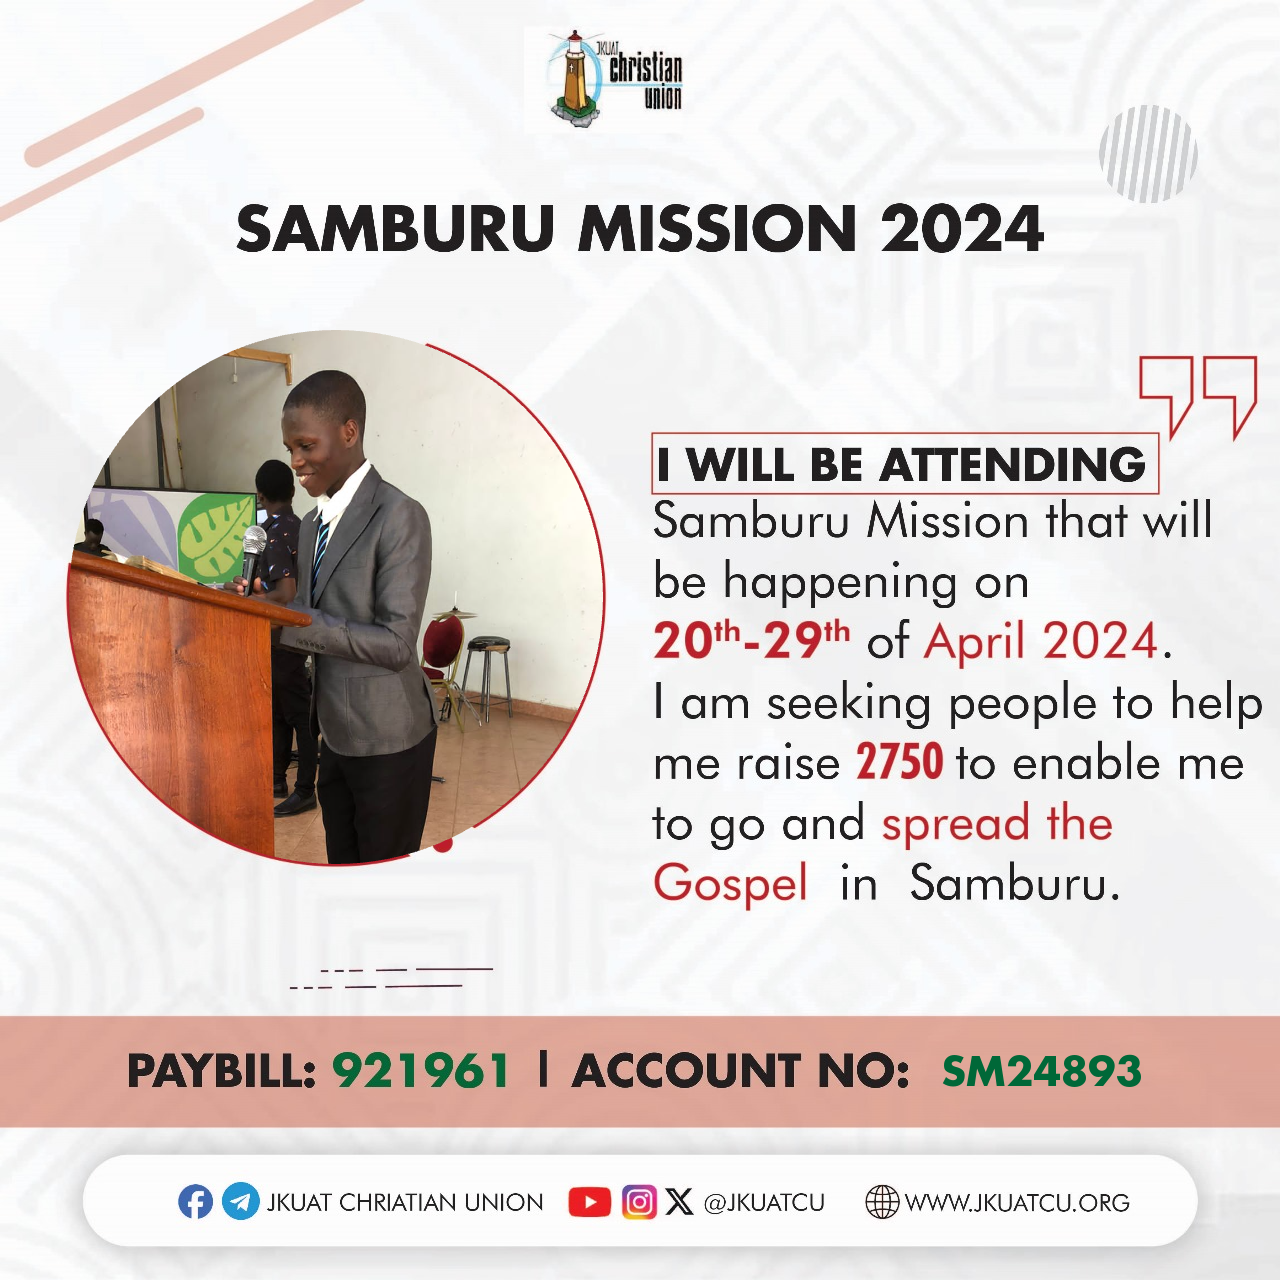 JKUAT
christian
union
SAMBURU MISSION 2024
I WILL BE ATTENDING
Samburu Mission that will
be happening on
20th-29th of April 2024.
I am seeking people to help
me raise 2750 to enable me
to go and spread the
Gospel in Samburu.
PAYBILL: 921961 | ACCOUNT NO: SM24893
JKUAT CHRIATIAN UNION @JKUATCU WWW.JKUATCU.ORG